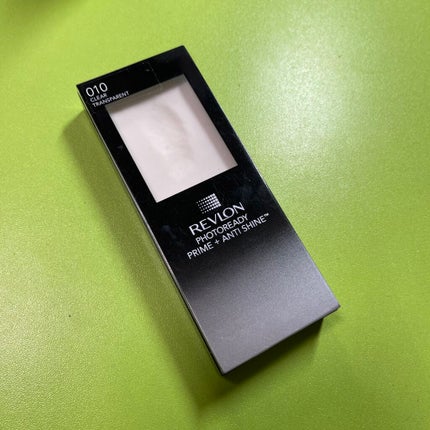 010
CLEAR
TRANSPARENT
REVLON
PHOTOREADY
PRIME + ANTI SHINE™